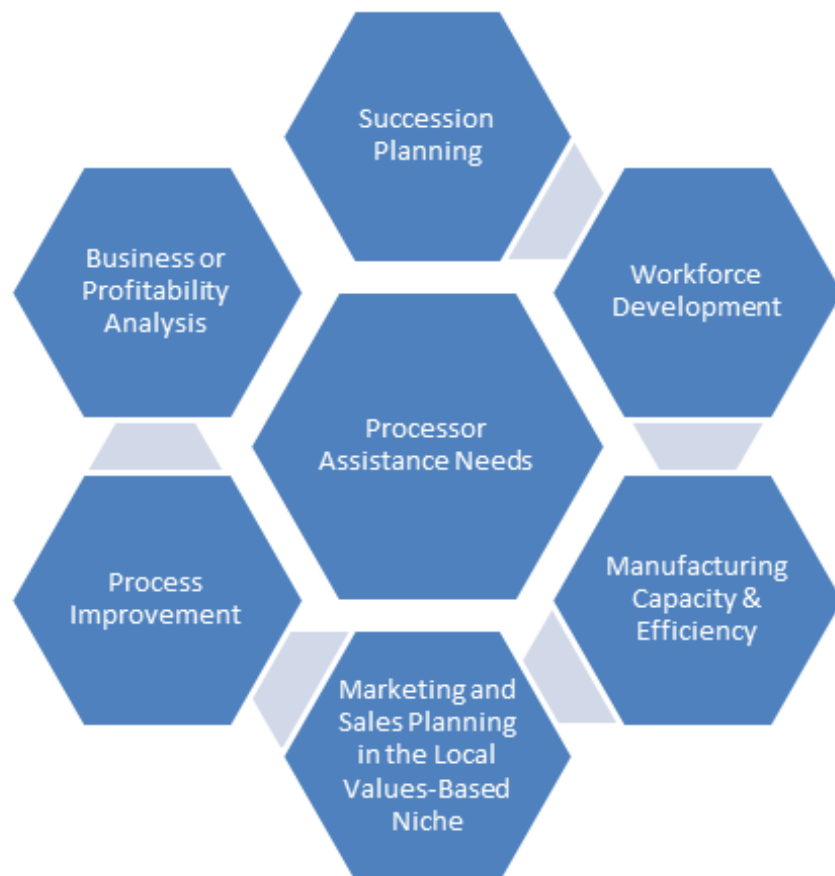 Succession
Planning
Workforce
Development
Manufacturing
Capacity &
Efficiency
Marketing and
Sales Planning
in the Local
Values-Based
Niche
Process
Improvement
Business or
Profitability
Analysis
Processor
Assistance Needs